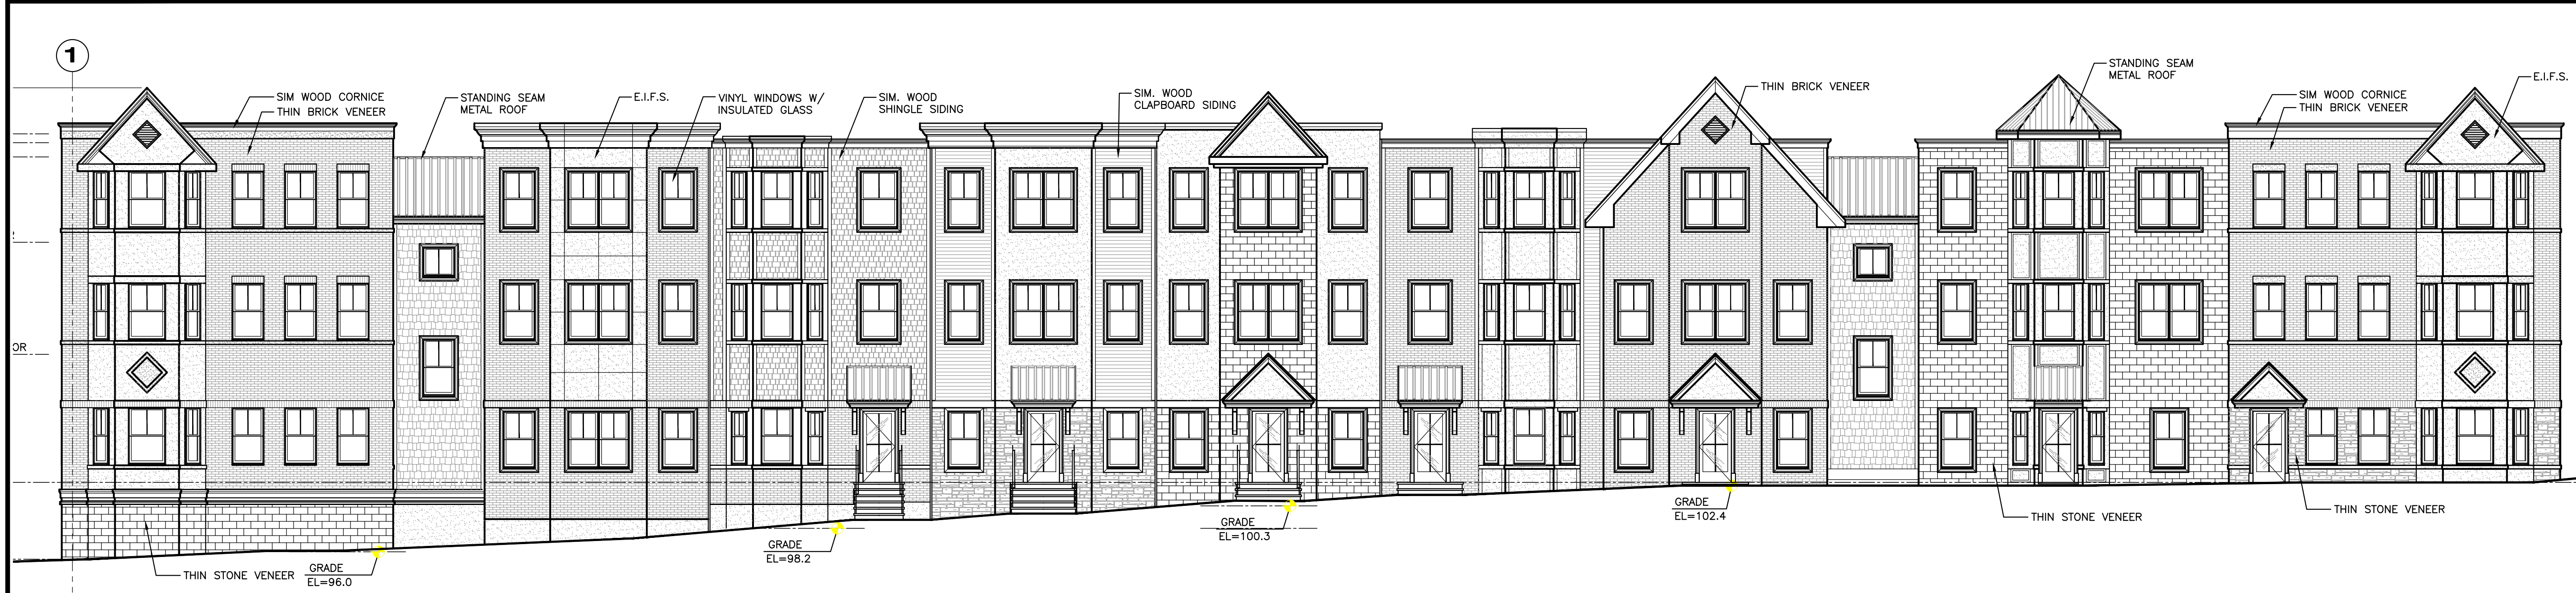 1
SIM WOOD CORNICE
THIN BRICK VENEER
STANDING SEAM
METAL ROOF
E.I.F.S.
VINYL WINDOWS W/
INSULATED GLASS
SIM. WOOD
SHINGLE SIDING
SIM. WOOD
CLAPBOARD SIDING
THIN BRICK VENEER
STANDING SEAM
METAL ROOF
SIM WOOD CORNICE
THIN BRICK VENEER
E.I.F.S.
OR
THIN STONE VENEER
GRADE
EL=96.0
GRADE
EL=98.2
GRADE
EL=100.3
GRADE
EL=102.4
THIN STONE VENEER
THIN STONE VENEER